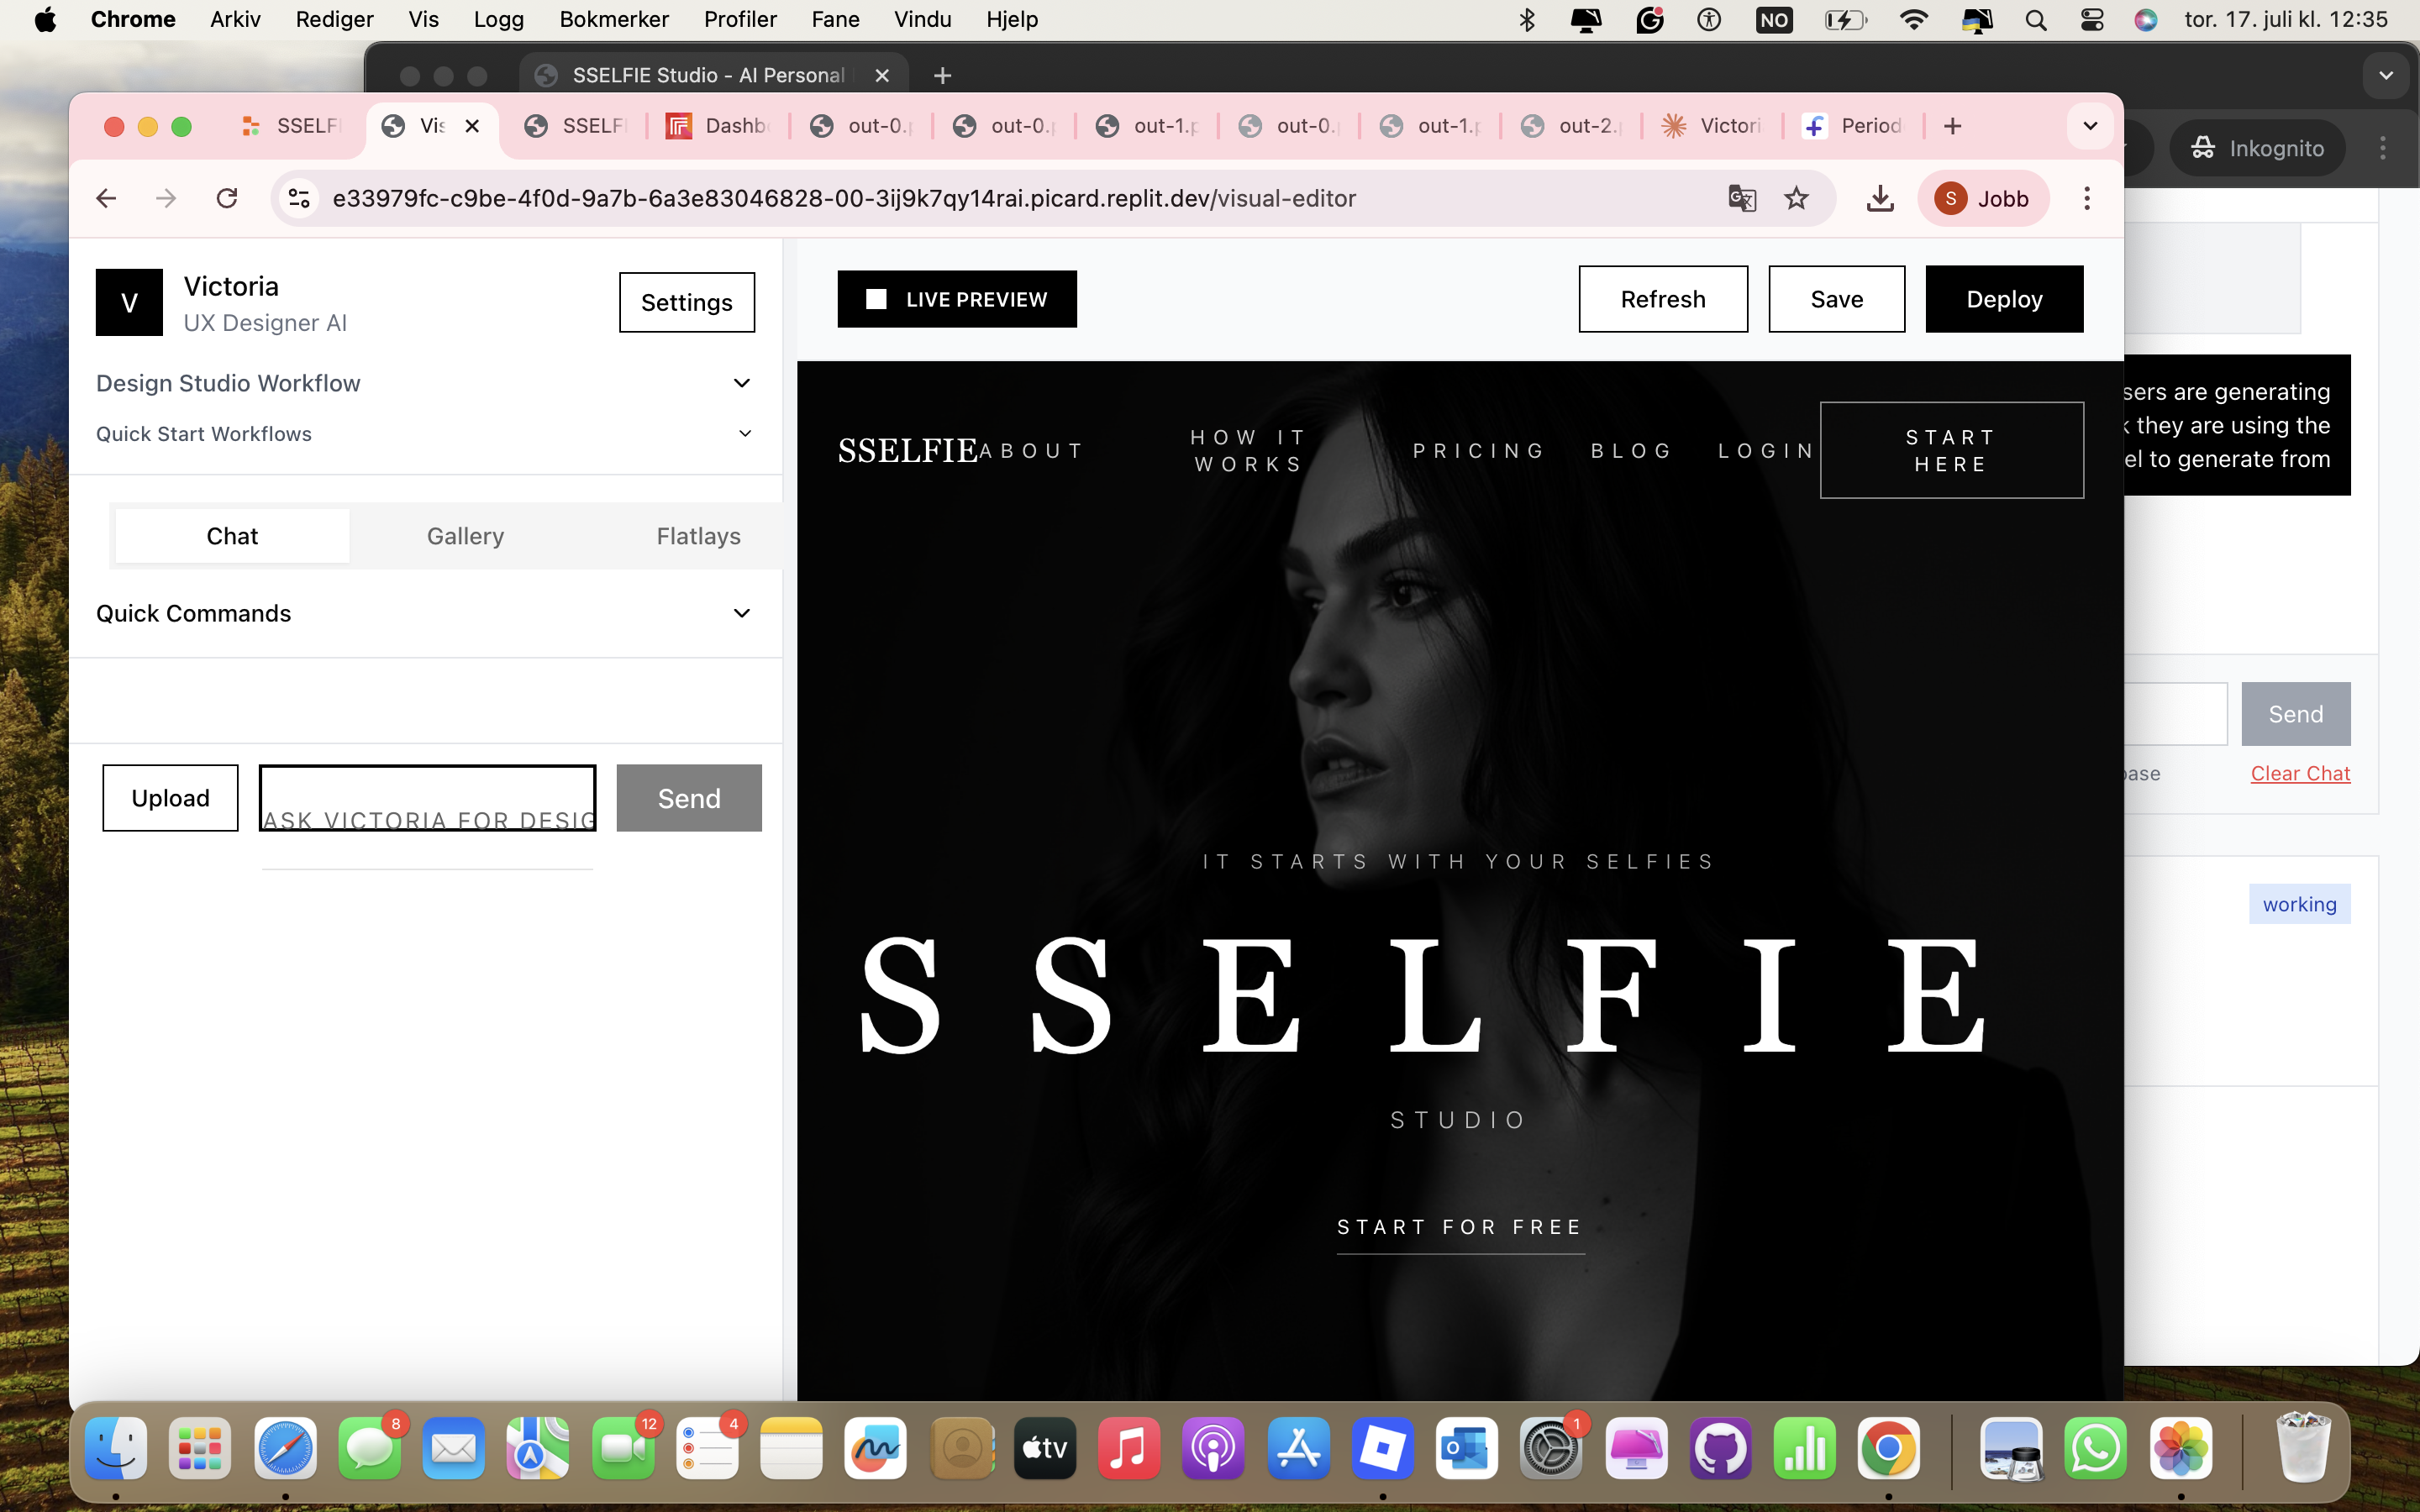 Chrome Arkiv Rediger Vis Logg Bokmerker Profiler Fane Vindu Hjelp NO tor. 17. juli kl. 12:35
SSELFIE Studio - AI Personal
SSELFI Vis SSELFI Dashb out-0.p out-0.p out-1.p out-0. out-1.p out-2. Victori Period
Inkognito
e33979fc-c9be-4f0d-9a7b-6a3e83046828-00-3ij9k7qy14rai.picard.replit.dev/visual-editor
S Jobb
V
Victoria
UX Designer AI
Settings
Design Studio Workflow
Quick Start Workflows
Chat Gallery Flatlays
Quick Commands
Upload
ASK VICTORIA FOR DESIG
Send
LIVE PREVIEW
Refresh Save Deploy
SSELFIE ABOUT HOW IT WORKS PRICING BLOG LOGIN START HERE
IT STARTS WITH YOUR SELFIES
SSELFIE
STUDIO
START FOR FREE
sers are generating
k they are using the
el to generate from
Send
base
Clear Chat
working
8 12 4 tv 1